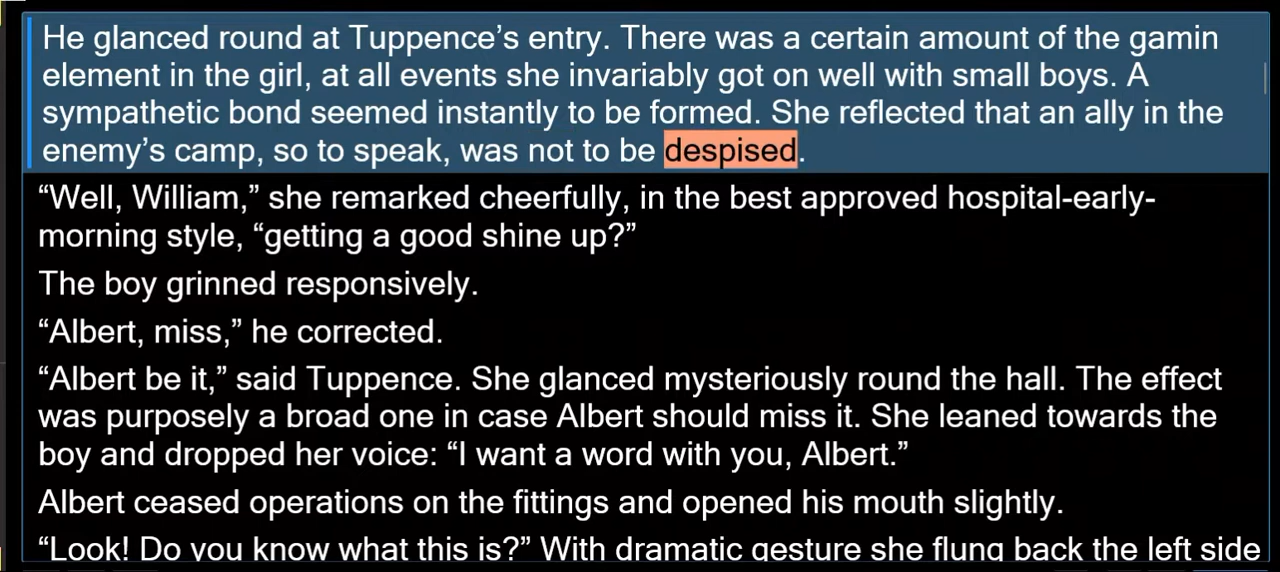 He glanced round at Tuppence’s entry. There was a certain amount of the gamin
element in the girl, at all events she invariably got on well with small boys. A
sympathetic bond seemed instantly to be formed. She reflected that an ally in the
enemy’s camp, so to speak, was not to be despised.
“Well, William,” she remarked cheerfully, in the best approved hospital-early-
morning style, “getting a good shine up?”
The boy grinned responsively.
“Albert, miss,” he corrected.
“Albert be it,” said Tuppence. She glanced mysteriously round the hall. The effect
was purposely a broad one in case Albert should miss it. She leaned towards the
boy and dropped her voice: “I want a word with you, Albert.”
Albert ceased operations on the fittings and opened his mouth slightly.
“Look! Do you know what this is?” With dramatic gesture she flung back the left side